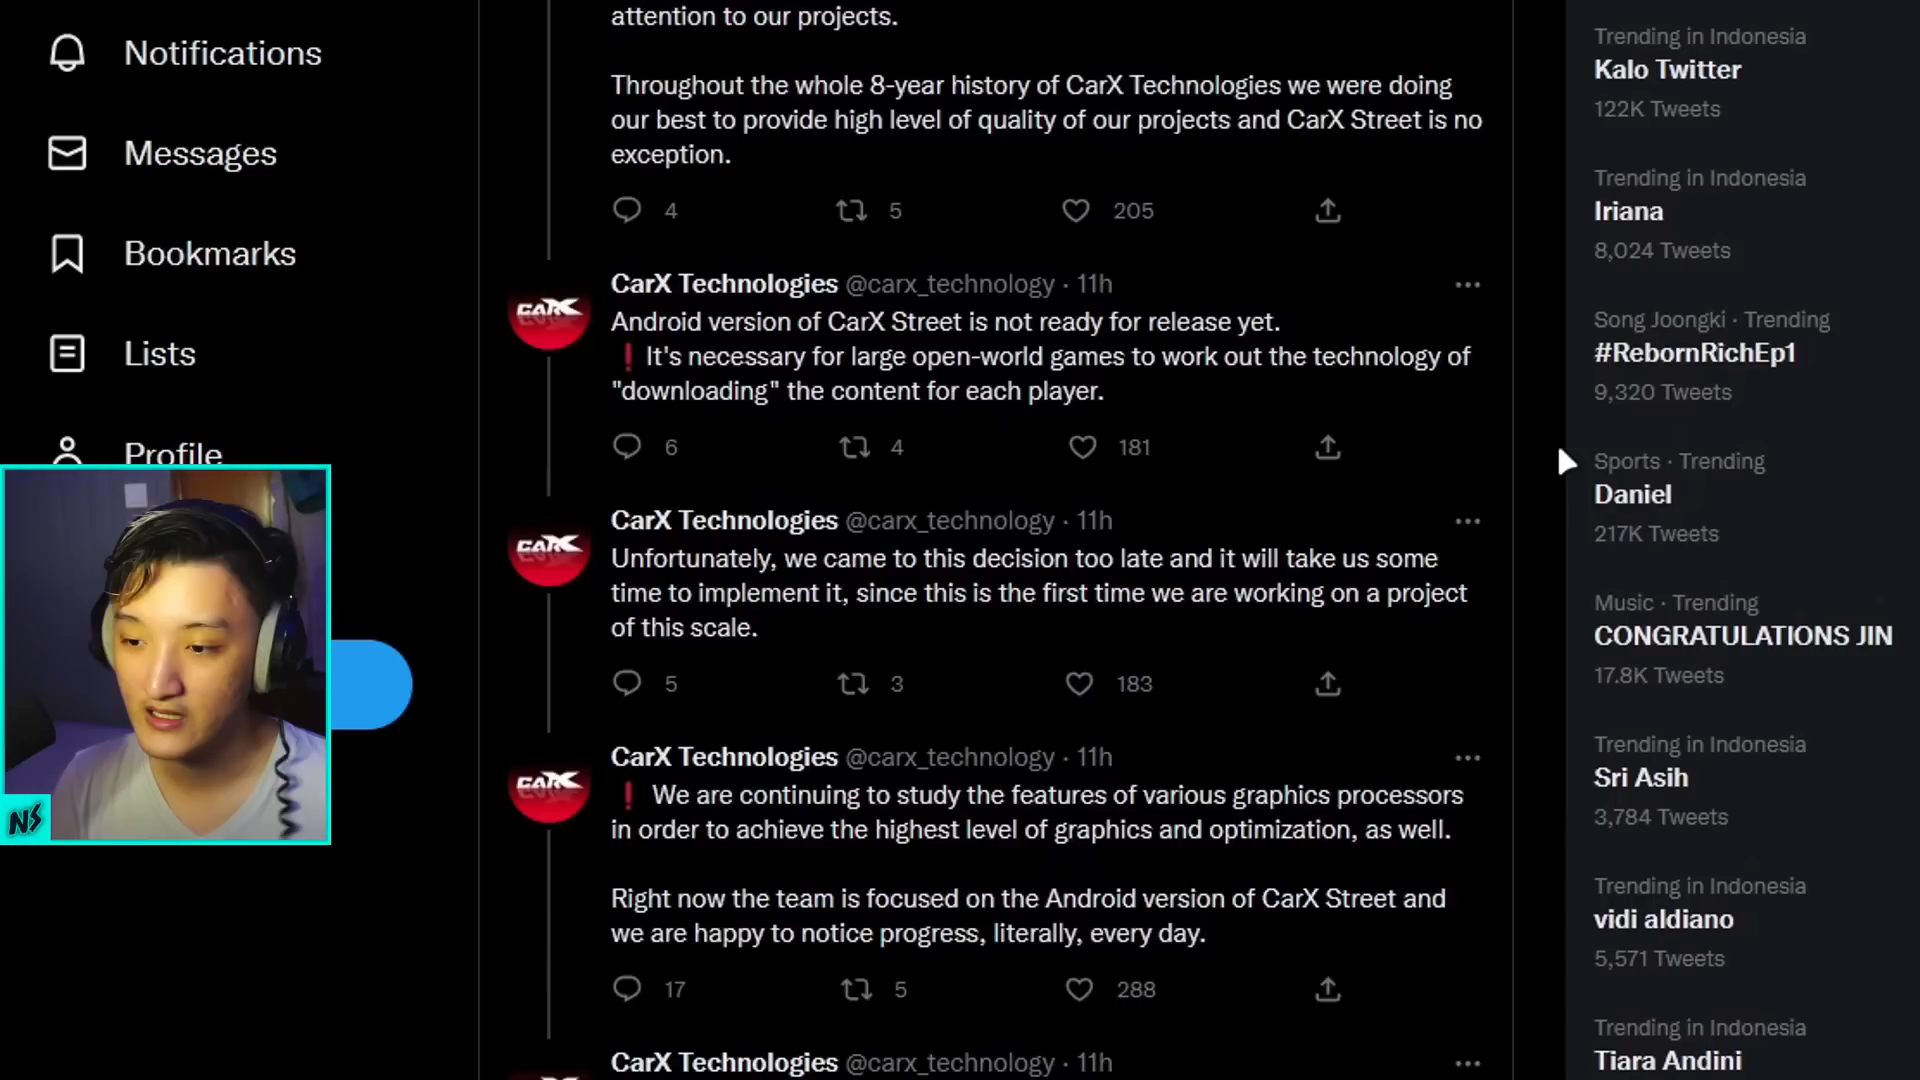 Notifications
Messages
Bookmarks
Lists
Profile
NS
attention to our projects.
Throughout the whole 8-year history of CarX Technologies we were doing
our best to provide high level of quality of our projects and CarX Street is no
exception.
4 5 205
CarX Technologies @carx_technology · 11h
CARX
Android version of CarX Street is not ready for release yet.
❗It's necessary for large open-world games to work out the technology of
"downloading" the content for each player.
6 4 181
CarX Technologies @carx_technology · 11h
CARX
Unfortunately, we came to this decision too late and it will take us some
time to implement it, since this is the first time we are working on a project
of this scale.
5 3 183
CarX Technologies @carx_technology · 11h
CARX
❗ We are continuing to study the features of various graphics processors
in order to achieve the highest level of graphics and optimization, as well.
Right now the team is focused on the Android version of CarX Street and
we are happy to notice progress, literally, every day.
17 5 288
CarX Technologies @carx_technology · 11h
Trending in Indonesia
Kalo Twitter
122K Tweets
Trending in Indonesia
Iriana
8,024 Tweets
Song Joongki · Trending
#RebornRichEp1
9,320 Tweets
Sports · Trending
Daniel
217K Tweets
Music · Trending
CONGRATULATIONS JIN
17.8K Tweets
Trending in Indonesia
Sri Asih
3,784 Tweets
Trending in Indonesia
vidi aldiano
5,571 Tweets
Trending in Indonesia
Tiara Andini